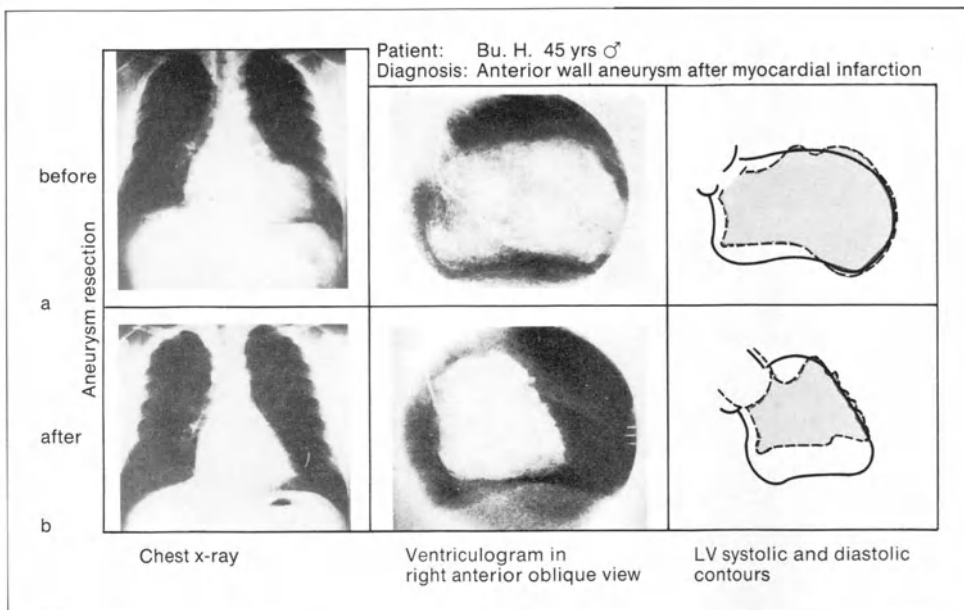 Patient: Bu. H. 45 yrs ♂
Diagnosis: Anterior wall aneurysm after myocardial infarction
before
a
Aneurysm resection
after
b
Chest x-ray
Ventriculogram in
right anterior oblique view
LV systolic and diastolic
contours